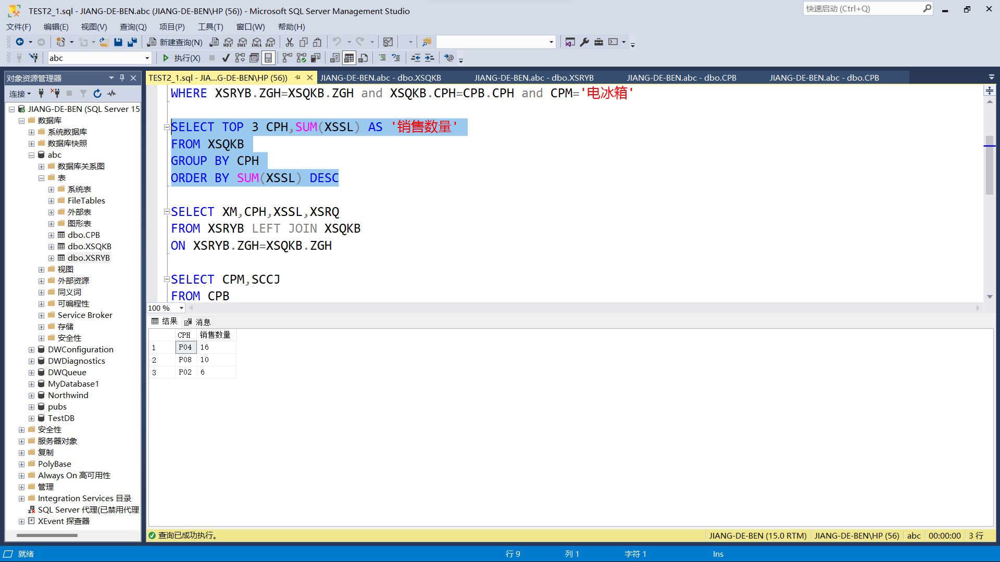 TEST2_1.sql - JIANG-DE-BEN.abc (JIANG-DE-BEN\HP (56)) - Microsoft SQL Server Management Studio
快速启动 (Ctrl+Q)
文件(F) 编辑(E) 视图(V) 查询(Q) 项目(P) 工具(T) 窗口(W) 帮助(H)
新建查询(N) MDX DMX XMLA DAX
abc 执行(X)
对象资源管理器
连接
JIANG-DE-BEN (SQL Server 15
数据库
系统数据库
数据库快照
abc
数据库关系图
表
系统表
FileTables
外部表
图形表
dbo.CPB
dbo.XSQKB
dbo.XSRYB
视图
外部资源
同义词
可编程性
Service Broker
存储
安全性
DWConfiguration
DWDiagnostics
DWQueue
MyDatabase1
Northwind
pubs
TestDB
安全性
服务器对象
复制
PolyBase
Always On 高可用性
管理
Integration Services 目录
SQL Server 代理(已禁用代理
XEvent 探查器
TEST2_1.sql - JIA...G-DE-BEN\HP (56)) JIANG-DE-BEN.abc - dbo.XSQKB JIANG-DE-BEN.abc - dbo.XSRYB JIANG-DE-BEN.abc - dbo.CPB JIANG-DE-BEN.abc - dbo.CPB
WHERE XSRYB.ZGH=XSQKB.ZGH and XSQKB.CPH=CPB.CPH and CPM='电冰箱'
SELECT TOP 3 CPH,SUM(XSSL) AS '销售数量'
FROM XSQKB
GROUP BY CPH
ORDER BY SUM(XSSL) DESC
SELECT XM,CPH,XSSL,XSRQ
FROM XSRYB LEFT JOIN XSQKB
ON XSRYB.ZGH=XSQKB.ZGH
SELECT CPM,SCCJ
FROM CPB
100 %
结果 消息
CPH 销售数量
1 P04 16
2 P08 10
3 P02 6
查询已成功执行。 JIANG-DE-BEN (15.0 RTM) JIANG-DE-BEN\HP (56) abc 00:00:00 3 行
就绪 行 9 列 1 字符 1 Ins